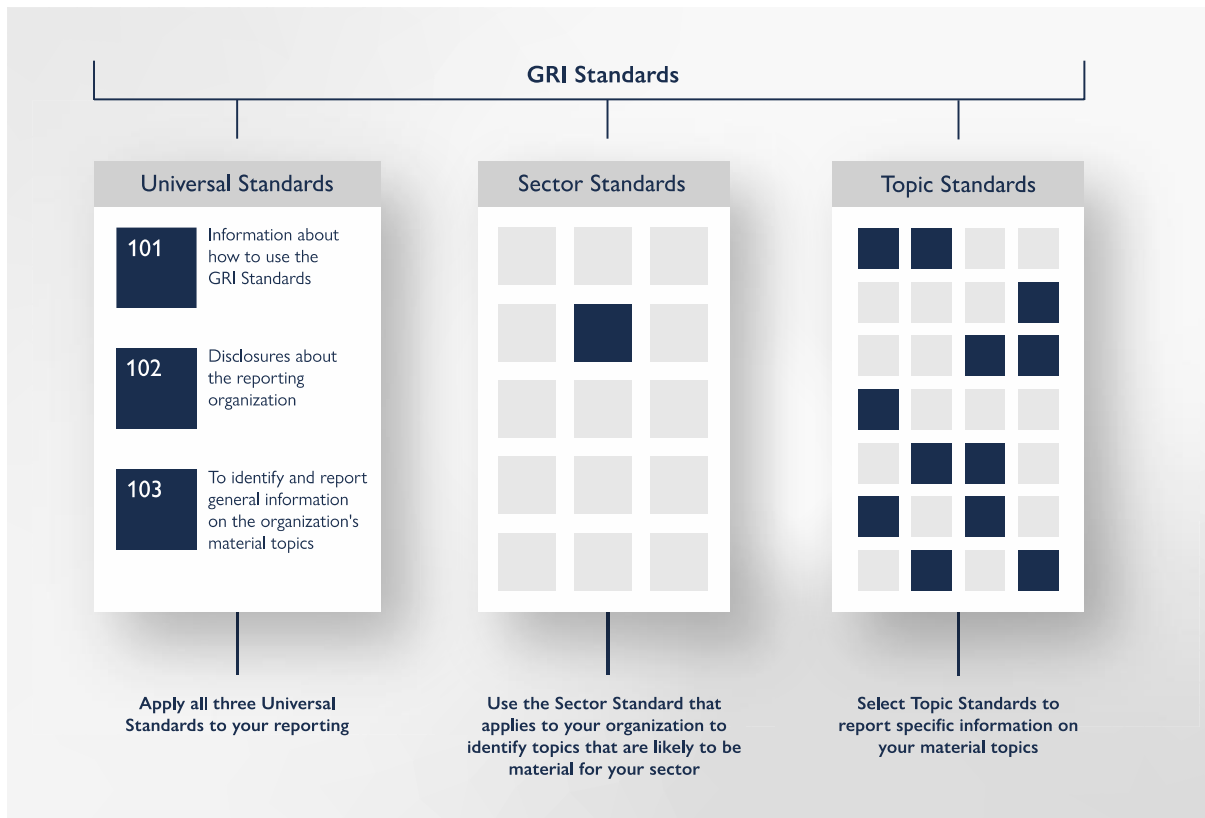 GRI Standards
Universal Standards
101
Information about
how to use the
GRI Standards
102
Disclosures about
the reporting
organization
103
To identify and report
general information
on the organization's
material topics
Apply all three Universal
Standards to your reporting
Sector Standards
Use the Sector Standard that
applies to your organization to
identify topics that are likely to be
material for your sector
Topic Standards
Select Topic Standards to
report specific information on
your material topics